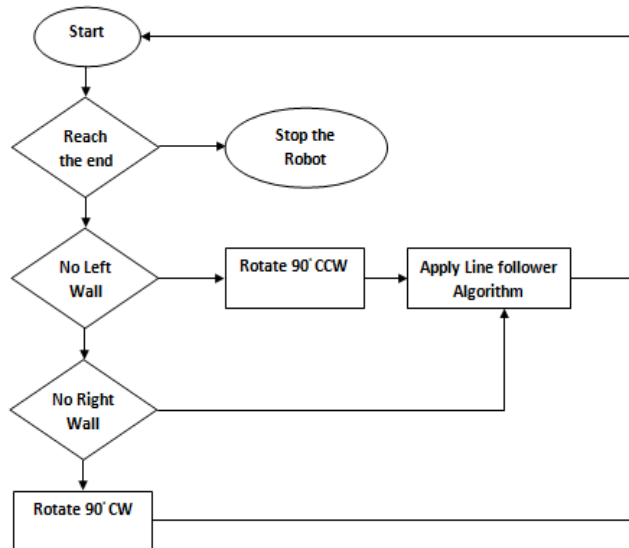 Start
Reach
the end
Stop the
Robot
No Left
Wall
Rotate 90° CCW
Apply Line follower
Algorithm
No Right
Wall
Rotate 90° CW